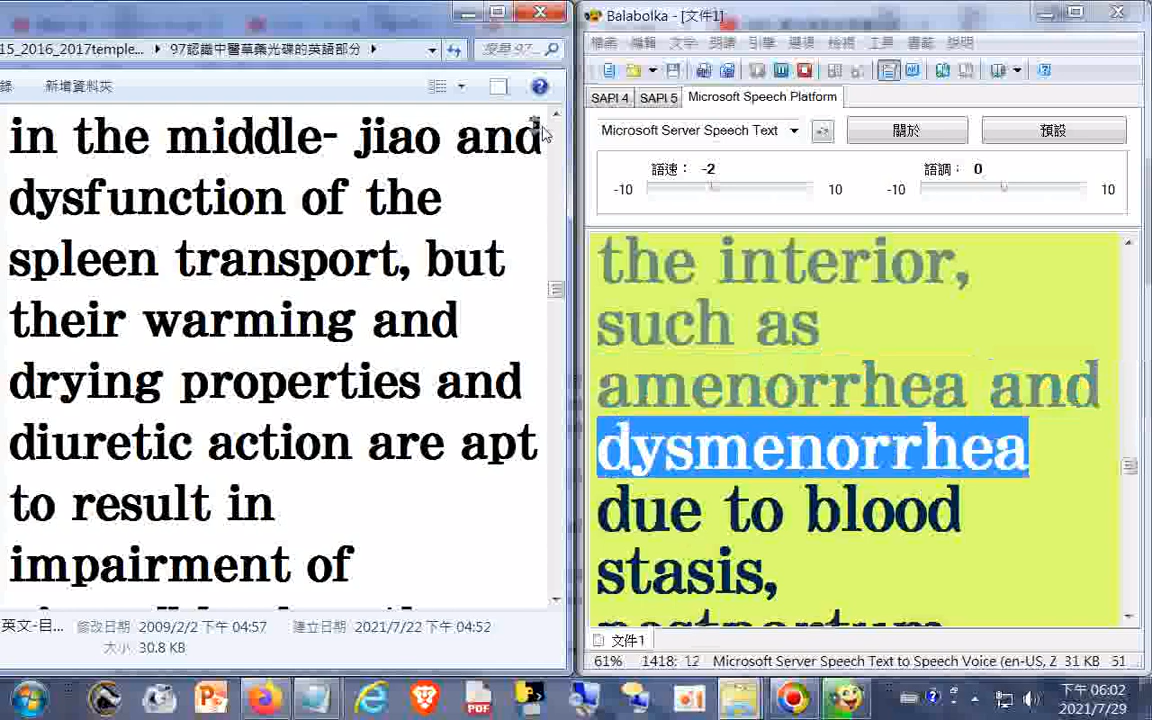 15_2016_2017temple...
97認識中醫草藥光碟的英語部分
搜尋 97...
錄
新增資料夾
in the middle- jiao and
dysfunction of the
spleen transport, but
their warming and
drying properties and
diuretic action are apt
to result in
impairment of
英文-目...
修改日期 2009/2/2 下午 04:57
建立日期 2021/7/22 下午 04:52
大小 30.8 KB
Balabolka - [文件1]
檔案 編輯 文字 朗讀 引擎 選項 檢視 工具 書籤 說明
SAPI 4 SAPI 5 Microsoft Speech Platform
Microsoft Server Speech Text
關於
預設
語速: -2
語調: 0
-10 10 -10 10
the interior,
such as
amenorrhea and
dysmenorrhea
due to blood
stasis,
postpartum
文件1
61% 1418: 12 Microsoft Server Speech Text to Speech Voice (en-US, Z 31 KB 51
PDF
下午 06:02
2021/7/29